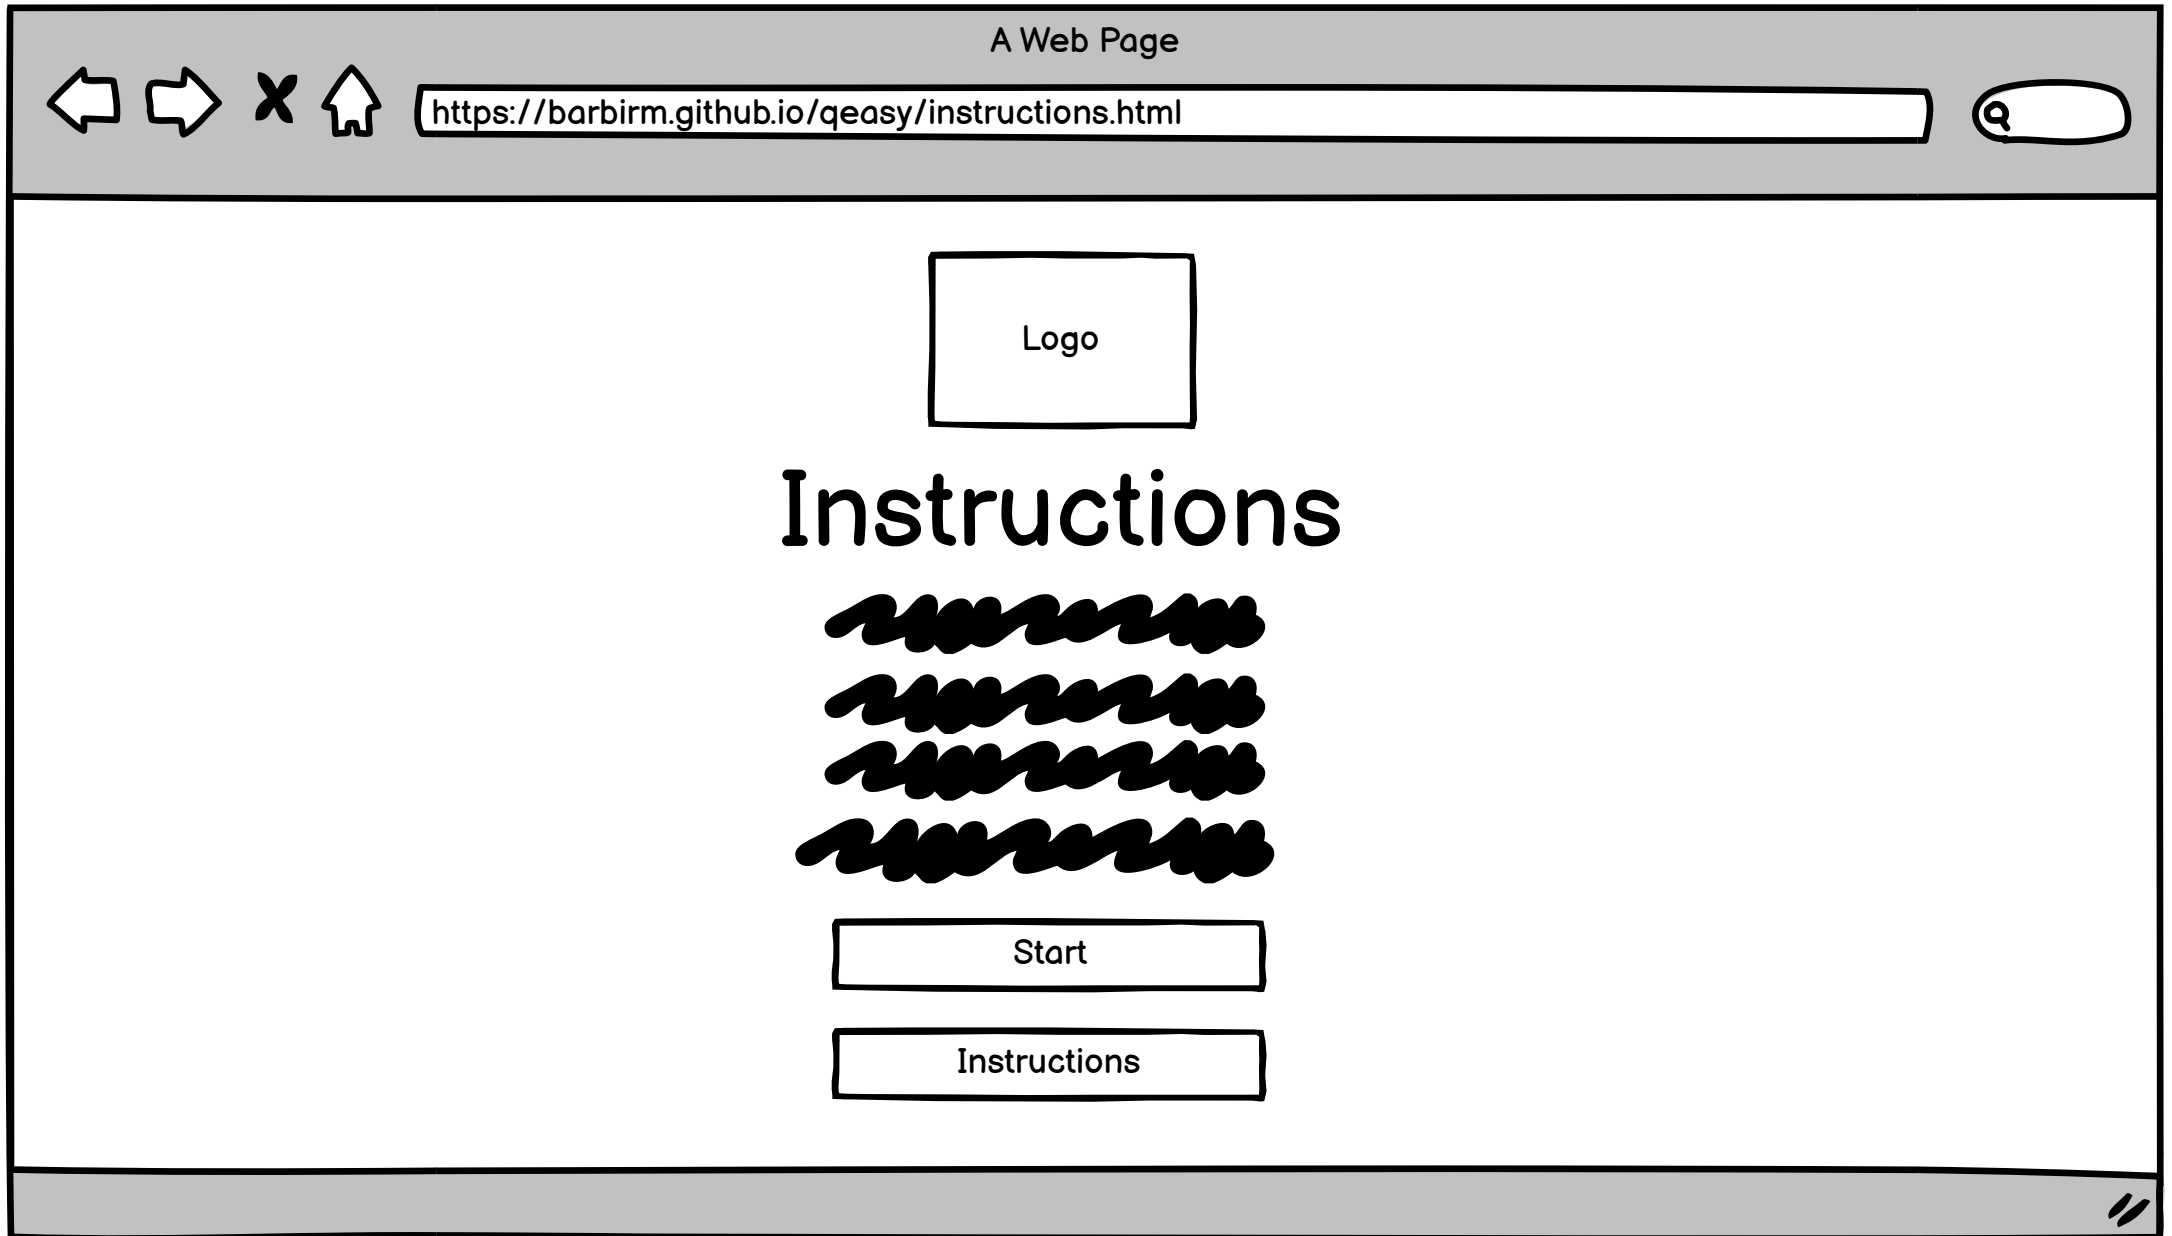 A Web Page
https://barbirm.github.io/qeasy/instructions.html
Logo
Instructions
Start
Instructions